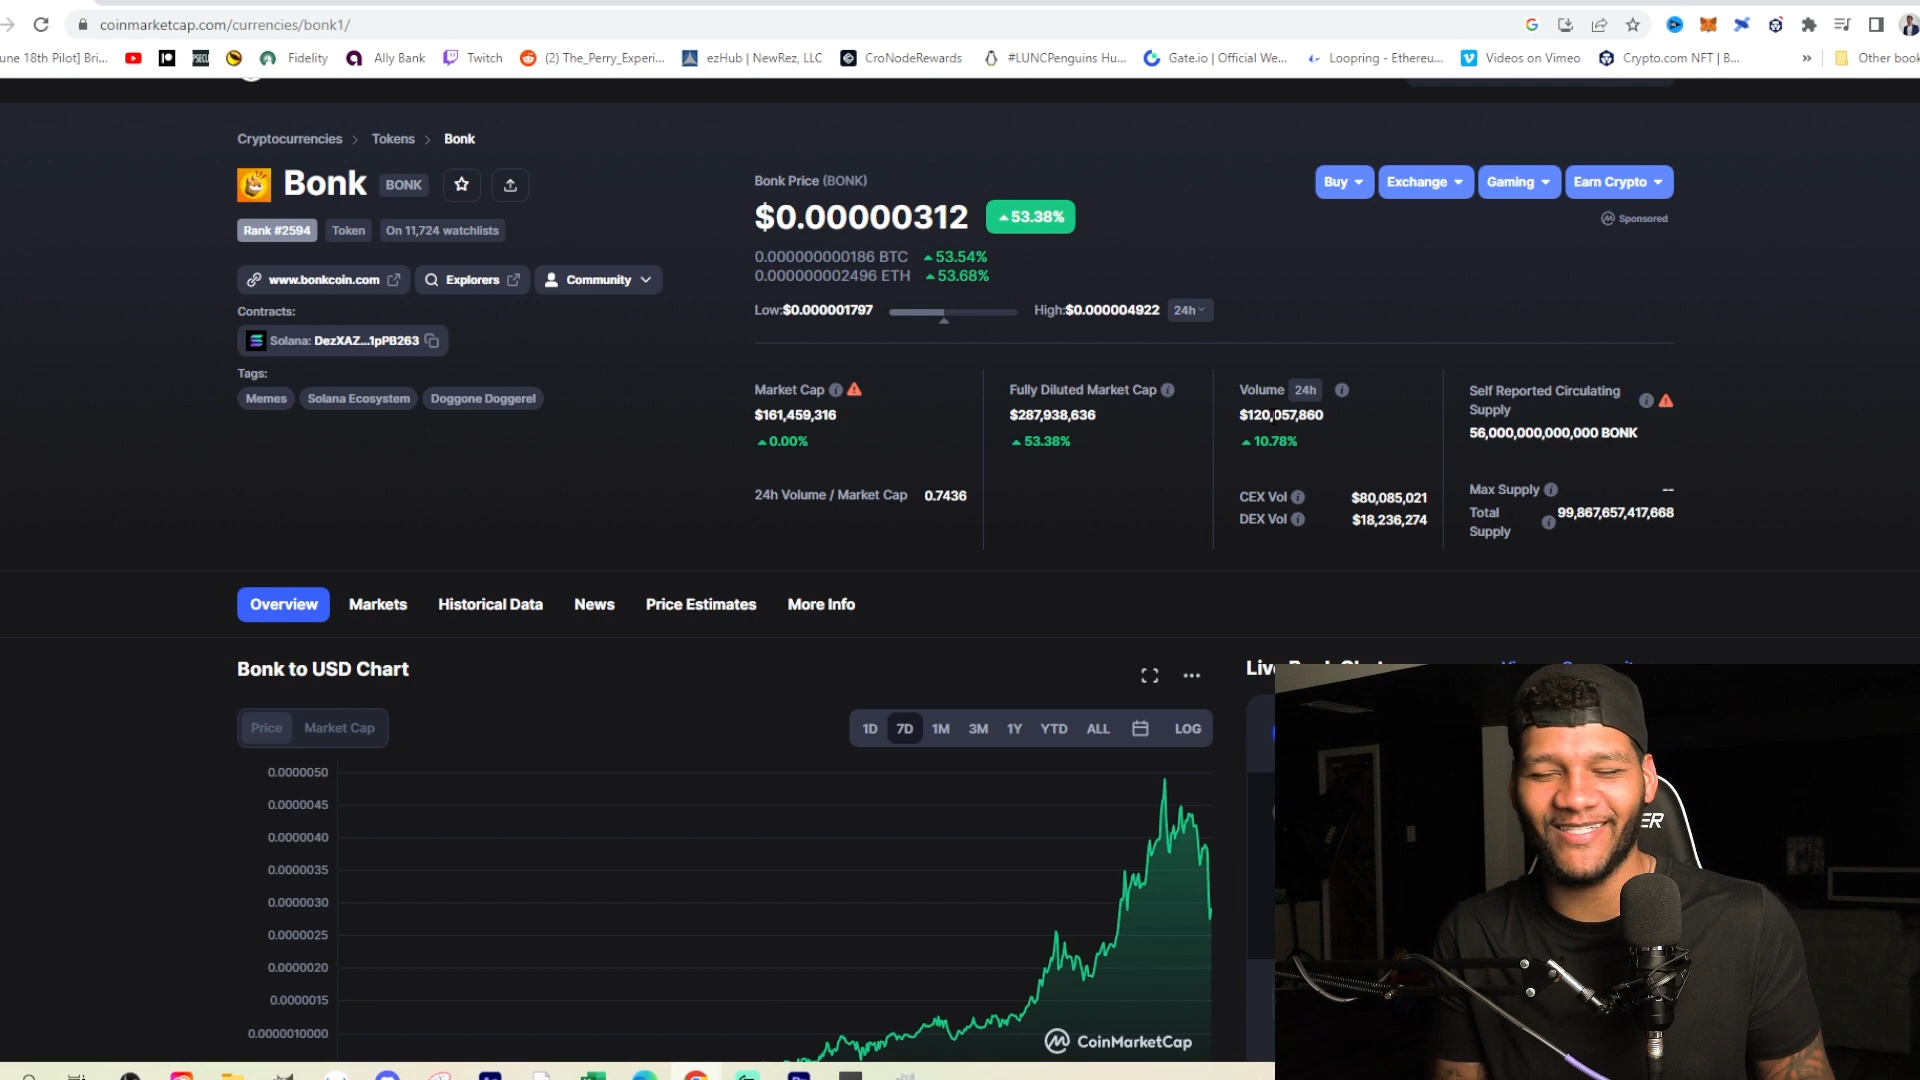 coinmarketcap.com/currencies/bonk1/
une 18th Pilot] Bri...
Fidelity
Ally Bank
Twitch
(2) The_Perry_Experi...
ezHub | NewRez, LLC
CroNodeRewards
#LUNCPenguins Hu...
Gate.io | Official We...
Loopring - Ethereu...
Videos on Vimeo
Crypto.com NFT | B...
»
Other book
Cryptocurrencies > Tokens > Bonk
Bonk BONK
Rank #2594 Token On 11,724 watchlists
www.bonkcoin.com Explorers Community
Contracts:
Solana: DezXAZ...1pPB263
Tags:
Memes Solana Ecosystem Doggone Doggerel
Bonk Price (BONK)
$0.00000312 53.38%
0.000000000186 BTC 53.54%
0.000000002496 ETH 53.68%
Low:$0.000001797 High:$0.000004922 24h
Buy Exchange Gaming Earn Crypto
Sponsored
Market Cap
$161,459,316
0.00%
24h Volume / Market Cap 0.7436
Fully Diluted Market Cap
$287,938,636
53.38%
Volume 24h
$120,057,860
10.78%
CEX Vol $80,085,021
DEX Vol $18,236,274
Self Reported Circulating
Supply
56,000,000,000,000 BONK
Max Supply --
Total
Supply
99,867,657,417,668
Overview Markets Historical Data News Price Estimates More Info
Bonk to USD Chart
Price Market Cap
1D 7D 1M 3M 1Y YTD ALL LOG
0.0000050
0.0000045
0.0000040
0.0000035
0.0000030
0.0000025
0.0000020
0.0000015
0.0000010000
CoinMarketCap
ER